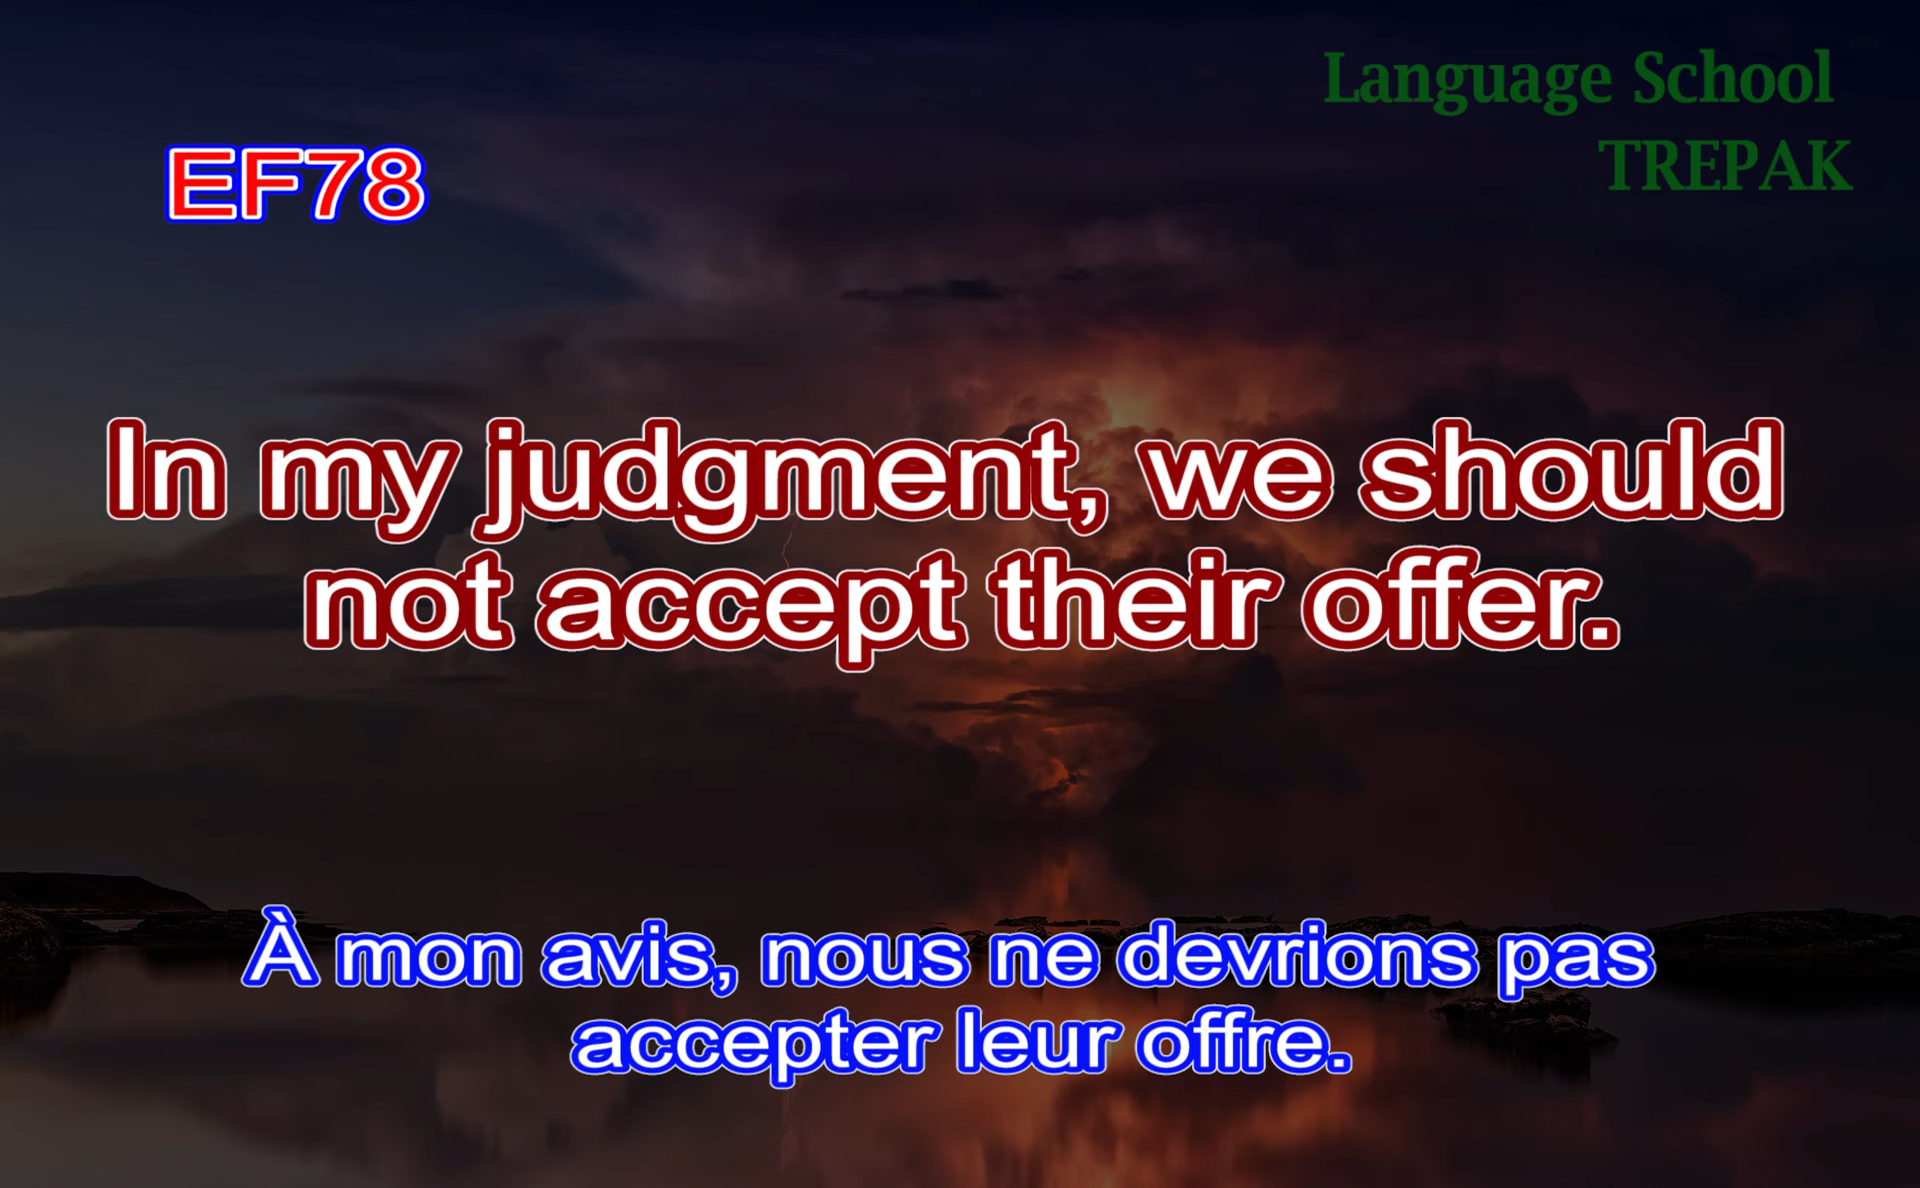 Language School
TREPAK
EF78
In my judgment, we should
not accept their offer.
À mon avis, nous ne devrions pas
accepter leur offre.